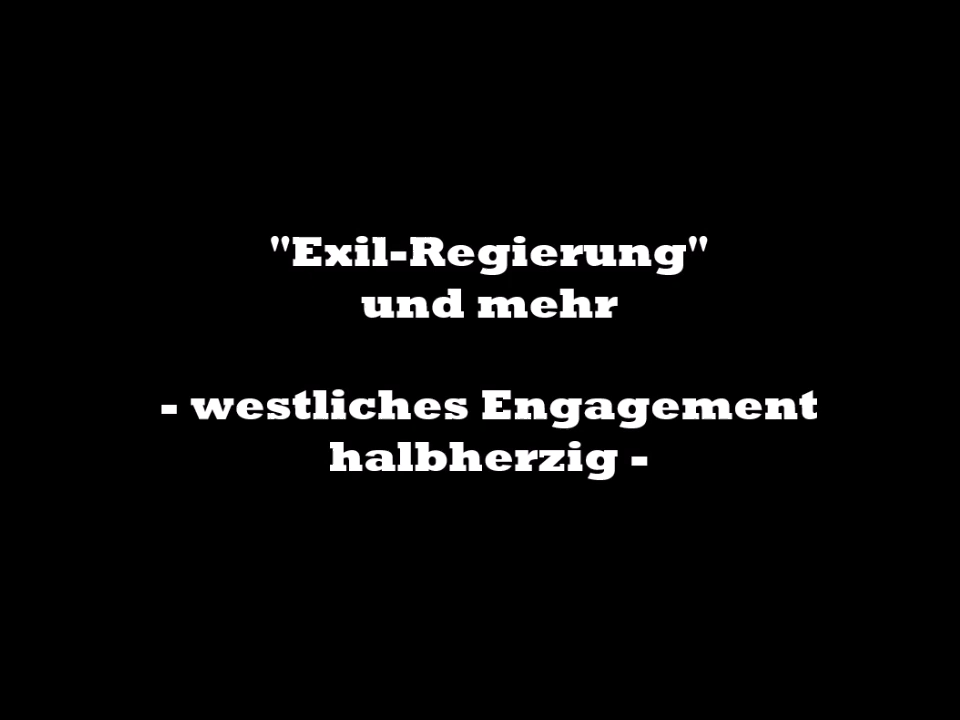 "Exil-Regierung"
und mehr
- westliches Engagement
halbherzig -